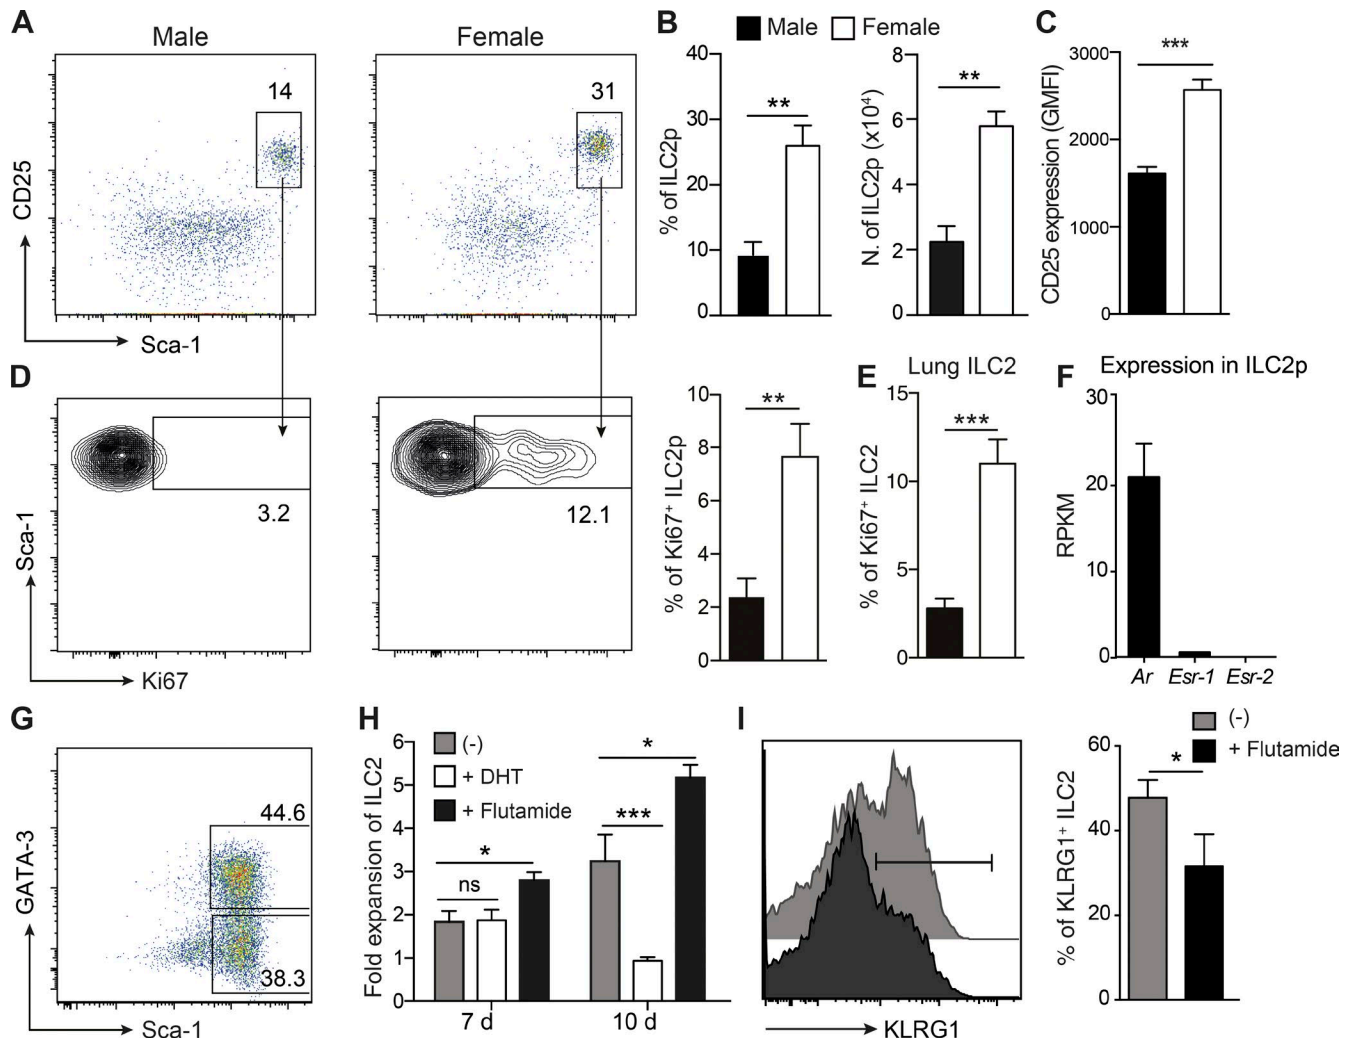 A
Male
Female
14
31
CD25
Sca-1
B
Male
Female
40
30
20
10
0
% of ILC2p
**
8
6
4
2
0
N. of ILC2p (x10⁴)
**
C
3000
2000
1000
0
CD25 expression (GMFI)
***
D
3.2
12.1
Sca-1
Ki67
10
8
6
4
2
0
% of Ki67⁺ ILC2p
**
E
Lung ILC2
15
10
5
0
% of Ki67⁺ ILC2
***
F
Expression in ILC2p
30
20
10
0
RPKM
Ar
Esr-1
Esr-2
G
44.6
38.3
GATA-3
Sca-1
H
6
5
4
3
2
1
0
Fold expansion of ILC2
(-)
+ DHT
+ Flutamide
*
ns
*
***
7 d
10 d
I
KLRG1
(-)
+ Flutamide
60
40
20
0
% of KLRG1⁺ ILC2
*